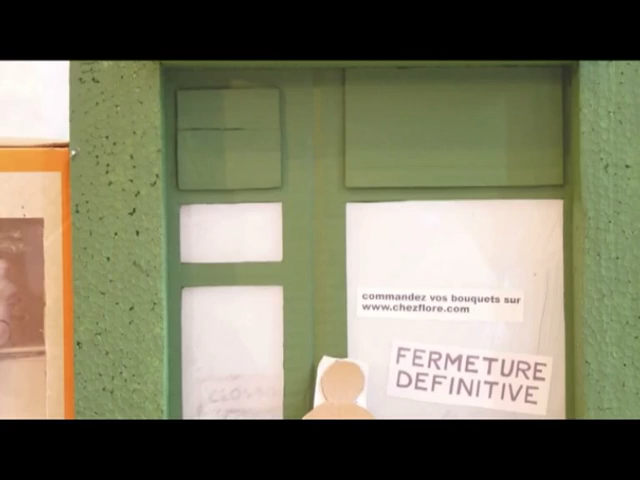 commandez vos bouquets sur
www.chezflore.com
FERMETURE
DEFINITIVE